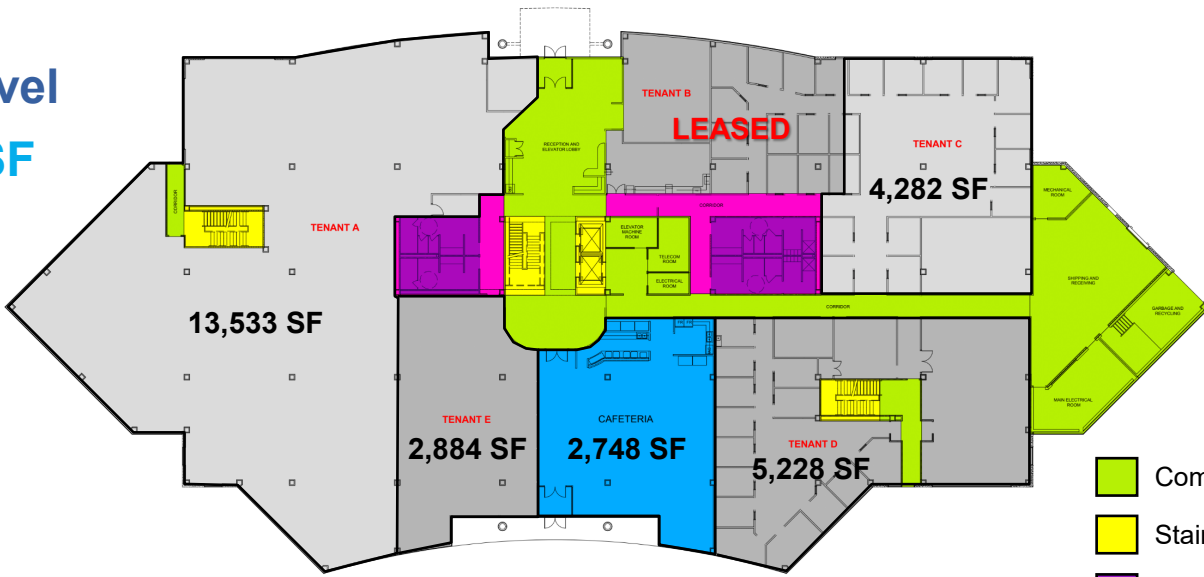 vel
SF
TENANT B
LEASED
RECEPTION AND
ELEVATOR LOBBY
TENANT C
4,282 SF
MECHANICAL
ROOM
CORRIDOR
TENANT A
CORRIDOR
ELEVATOR
MACHINE
ROOM
TELECOM
ROOM
ELECTRICAL
ROOM
SHIPPING AND
RECEIVING
GARBAGE AND
RECYCLING
CORRIDOR
13,533 SF
MAIN ELECTRICAL
ROOM
TENANT E
2,884 SF
CAFETERIA
2,748 SF
TENANT D
5,228 SF
Com
Stair